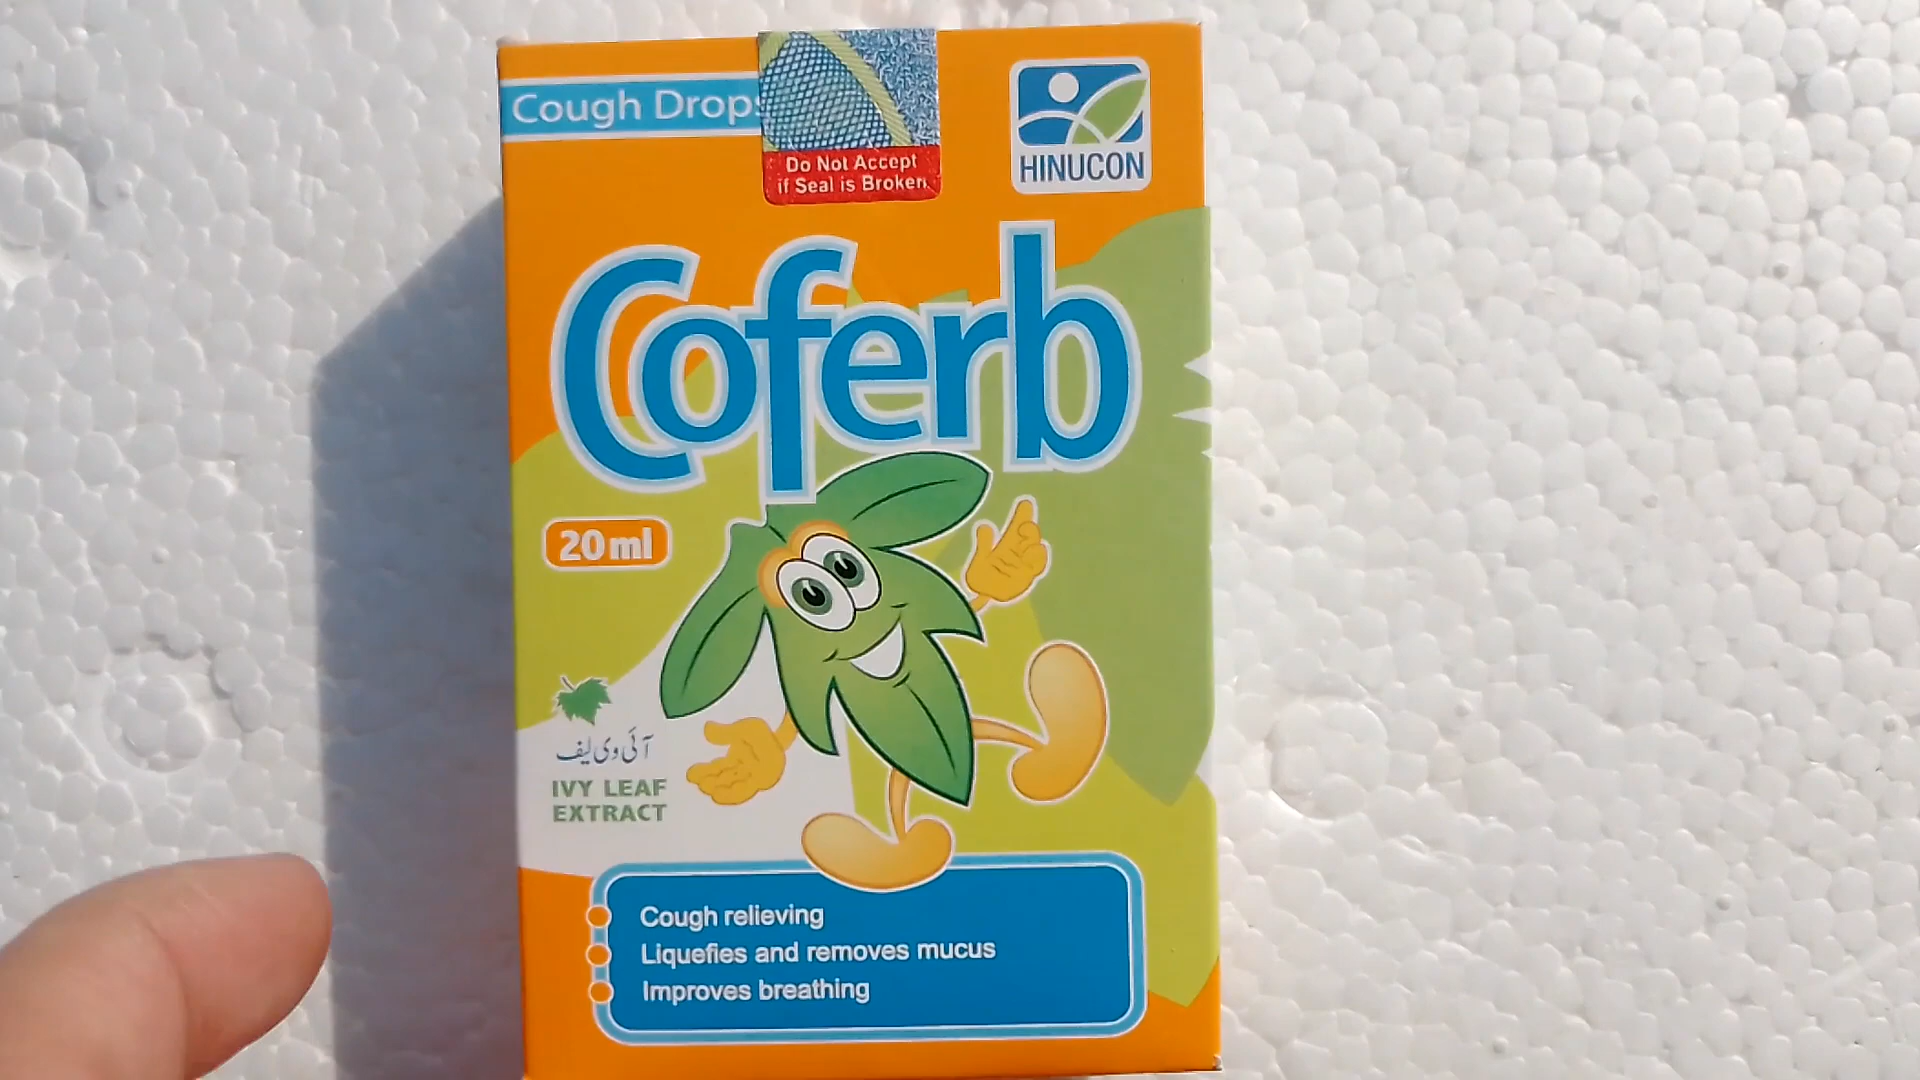 Cough Drops
Do Not Accept
if Seal is Broken
HINUCON
Coferb
20ml
آئی وی لیف
IVY LEAF
EXTRACT
Cough relieving
Liquefies and removes mucus
Improves breathing